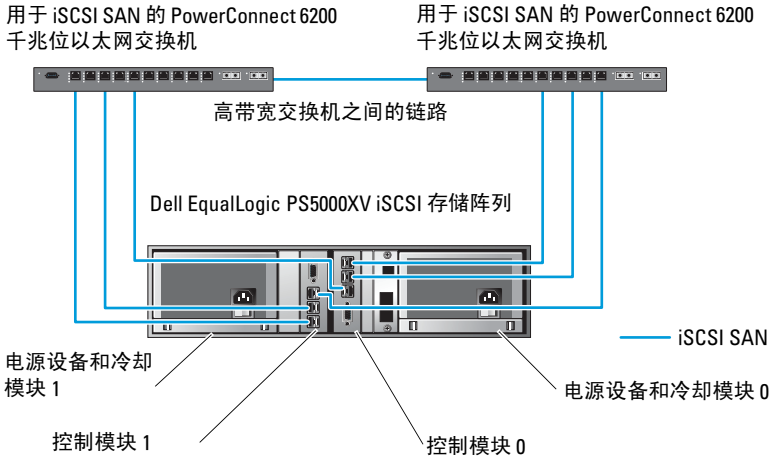 用于 iSCSI SAN 的 PowerConnect 6200
千兆位以太网交换机
用于 iSCSI SAN 的 PowerConnect 6200
千兆位以太网交换机
高带宽交换机之间的链路
Dell EqualLogic PS5000XV iSCSI 存储阵列
iSCSI SAN
电源设备和冷却
模块 1
电源设备和冷却模块 0
控制模块 1
控制模块 0